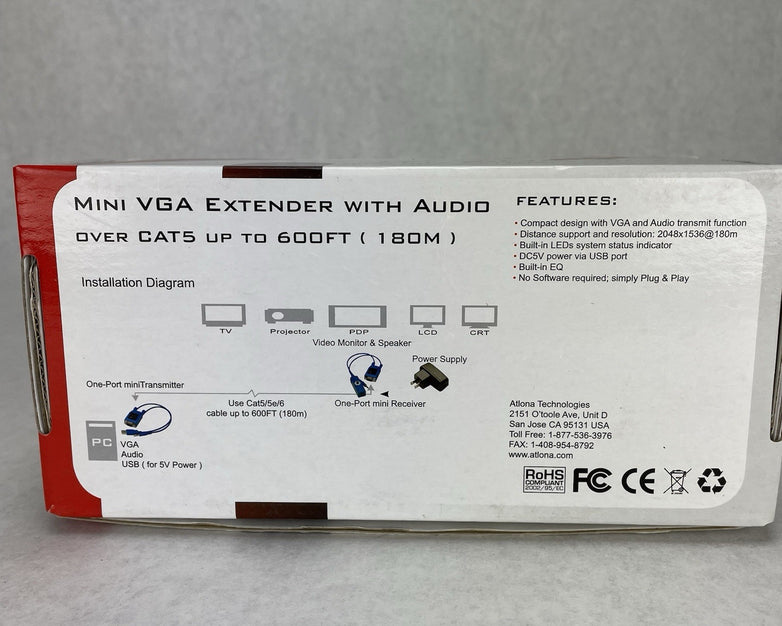 MINI VGA EXTENDER WITH AUDIO
OVER CAT5 UP TO 600FT ( 180M )
FEATURES:
• Compact design with VGA and Audio transmit function
• Distance support and resolution: 2048x1536@180m
• Built-in LEDs system status indicator
• DC5V power via USB port
• Built-in EQ
• No Software required; simply Plug & Play
Installation Diagram
TV Projector PDP LCD CRT
Video Monitor & Speaker
Power Supply
One-Port miniTransmitter
Use Cat5/5e/6
cable up to 600FT (180m)
One-Port mini Receiver
PC
VGA
Audio
USB ( for 5V Power )
Atlona Technologies
2151 O'toole Ave, Unit D
San Jose CA 95131 USA
Toll Free: 1-877-536-3976
FAX: 1-408-954-8792
www.atlona.com
RoHS
COMPLIANT
2002/95/EC
FC CE